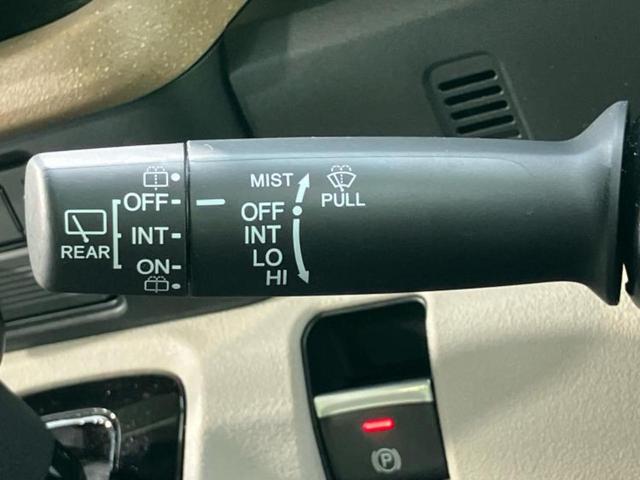 REAR
OFF
INT
ON
MIST
OFF
INT
LO
HI
PULL
P